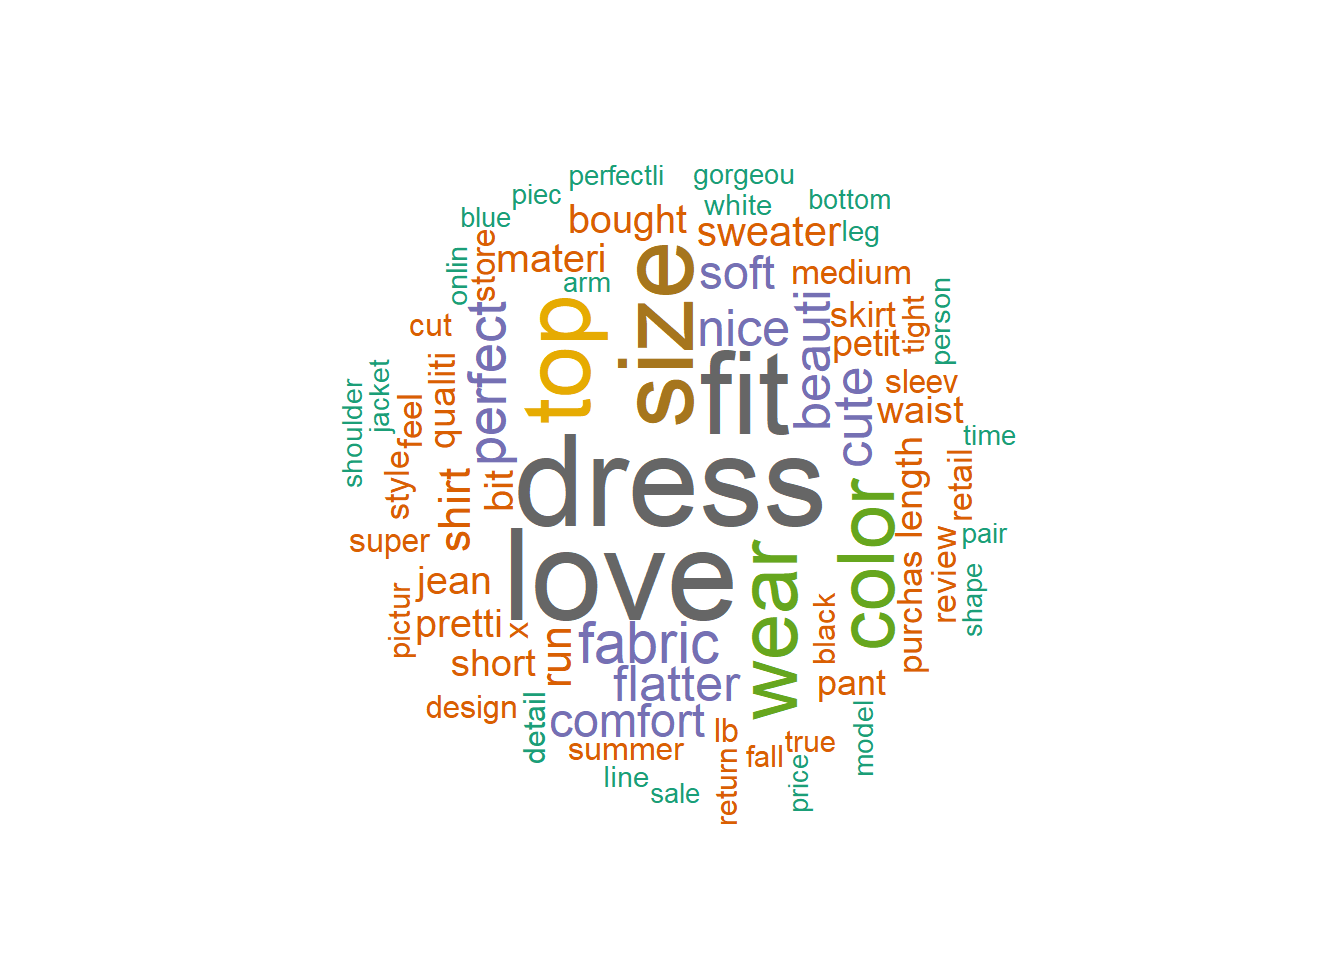 perfectli
gorgeou
piec
white
bottom
blue
bought
sweater
leg
store
materi
size
soft
medium
onlin
arm
beauti
person
cut
perfect
top
nice
skirt
tight
petit
jacket
qualiti
fit
cute
sleev
shoulder
feel
waist
time
style
shirt
bit
dress
color
length
retail
super
love
wear
purchas
review
pair
jean
shape
pictur
pretti
x
run
fabric
black
short
flatter
pant
design
detail
comfort
lb
model
summer
fall
true
line
sale
return
price